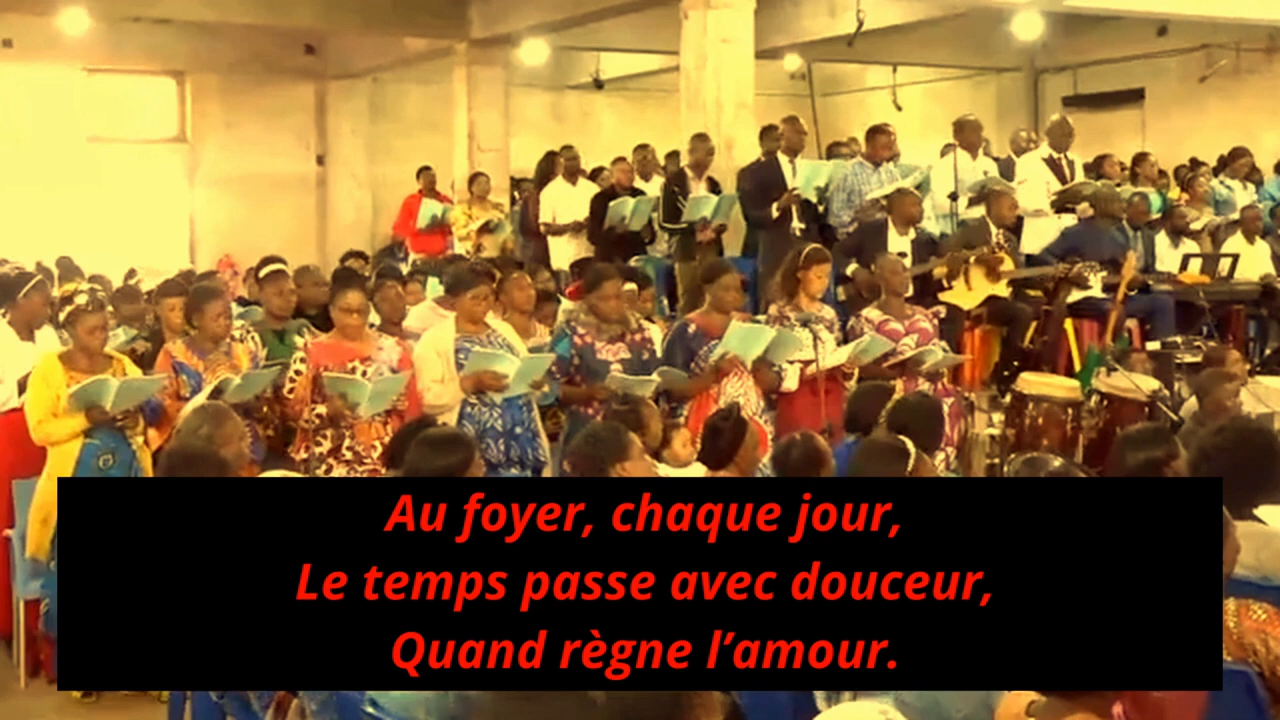 Au foyer, chaque jour,
Le temps passe avec douceur,
Quand règne l’amour.